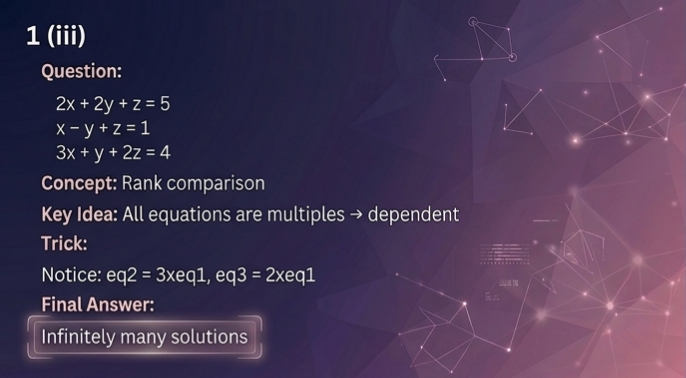 1 (iii)
Question:
2x + 2y + z = 5
x − y + z = 1
3x + y + 2z = 4
Concept: Rank comparison
Key Idea: All equations are multiples → dependent
Trick:
Notice: eq2 = 3xeq1, eq3 = 2xeq1
Final Answer:
Infinitely many solutions